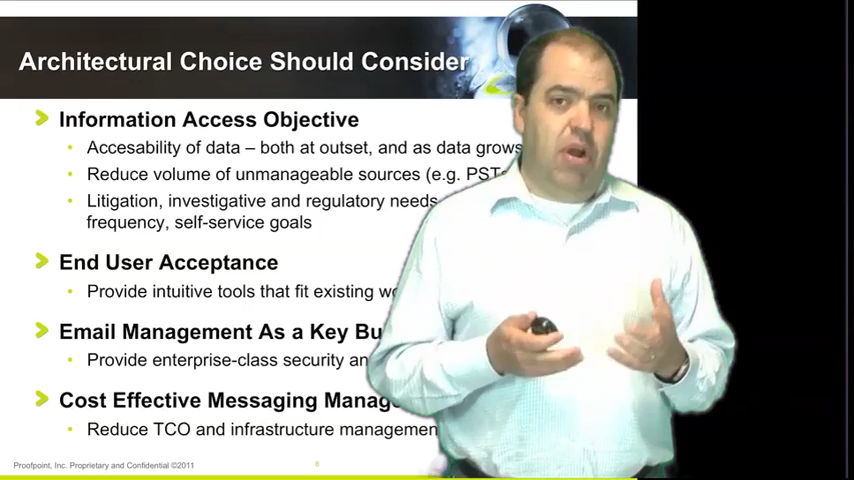 Architectural Choice Should Consider
Information Access Objective
Accesability of data – both at outset, and as data grows
Reduce volume of unmanageable sources (e.g. PSTs
Litigation, investigative and regulatory needs
frequency, self-service goals
End User Acceptance
Provide intuitive tools that fit existing
Email Management As a Key
Provide enterprise-class security
Cost Effective Messaging
Reduce TCO and infrastructure
Proofpoint, Inc. Proprietary and Confidential ©2011
8